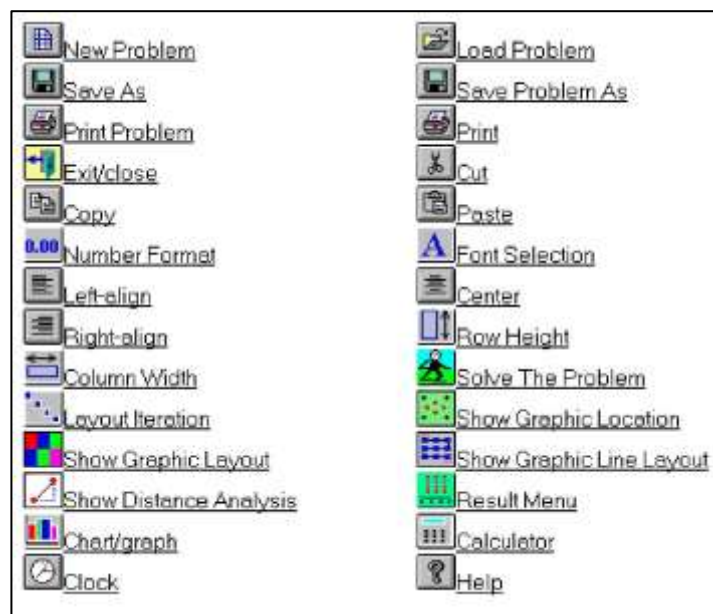 New Problem
Load Problem
Save As
Save Problem As
Print Problem
Print
Exit/close
Cut
Copy
Paste
0.00 Number Format
A Font Selection
Left-align
Center
Right-align
Row Height
Column Width
Solve The Problem
Layout Iteration
Show Graphic Location
Show Graphic Layout
Show Graphic Line Layout
Show Distance Analysis
Result Menu
Chart/graph
Calculator
Clock
? Help